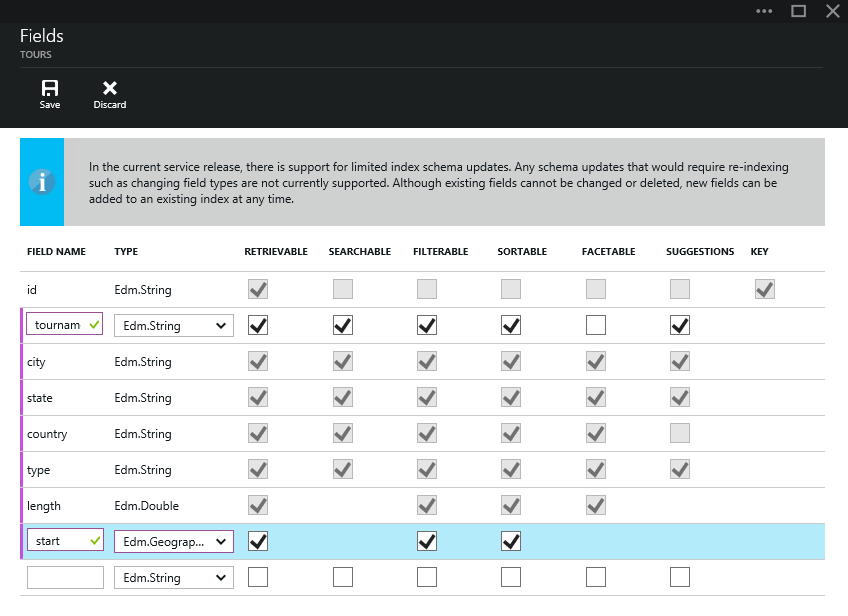 Fields
TOURS
Save Discard
In the current service release, there is support for limited index schema updates. Any schema updates that would require re-indexing
such as changing field types are not currently supported. Although existing fields cannot be changed or deleted, new fields can be
added to an existing index at any time.
FIELD NAME TYPE RETRIEVABLE SEARCHABLE FILTERABLE SORTABLE FACETABLE SUGGESTIONS KEY
id Edm.String
tournam Edm.String
city Edm.String
state Edm.String
country Edm.String
type Edm.String
length Edm.Double
start Edm.Geograp...
Edm.String